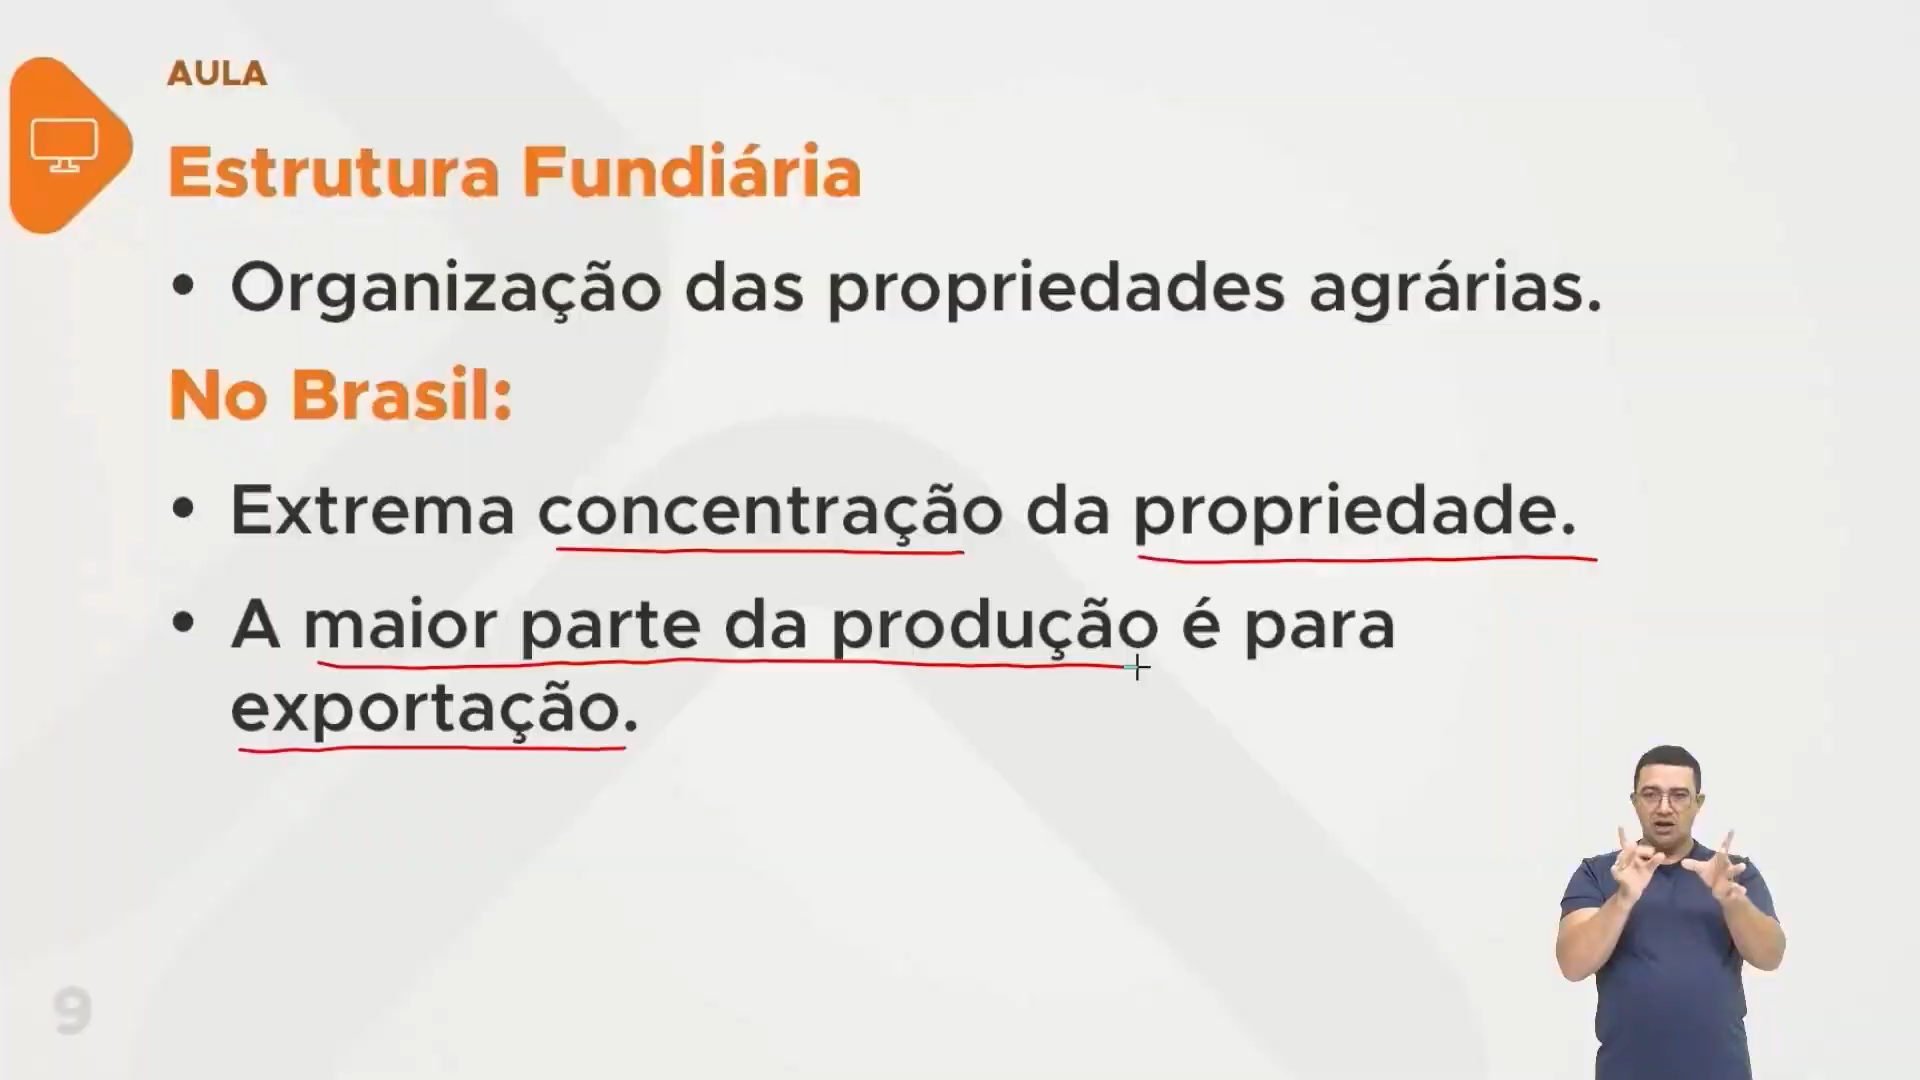 AULA
Estrutura Fundiária
• Organização das propriedades agrárias.
No Brasil:
• Extrema concentração da propriedade.
• A maior parte da produção é para
exportação.
9